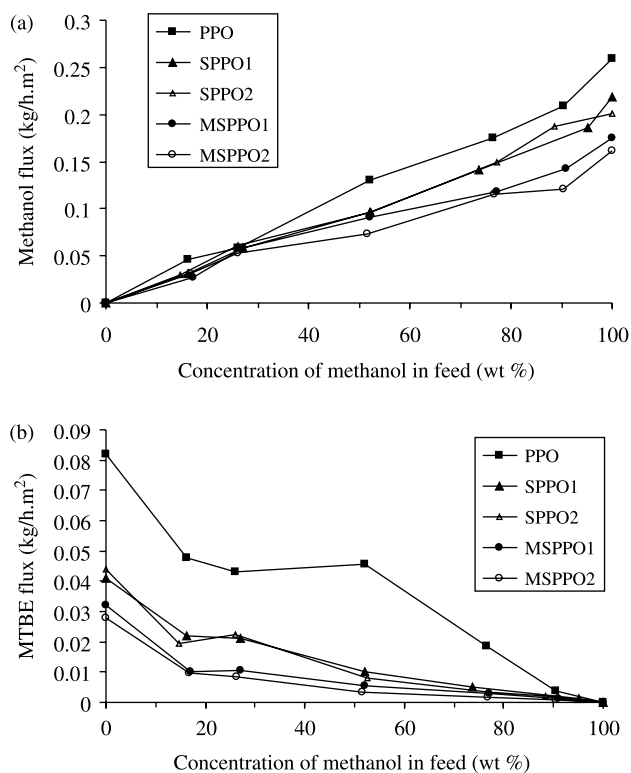 (a)
Methanol flux (kg/h.m²)
0.3
0.25
0.2
0.15
0.1
0.05
0
PPO
SPPO1
SPPO2
MSPPO1
MSPPO2
0 20 40 60 80 100
Concentration of methanol in feed (wt %)
(b)
MTBE flux (kg/h.m²)
0.09
0.08
0.07
0.06
0.05
0.04
0.03
0.02
0.01
0
PPO
SPPO1
SPPO2
MSPPO1
MSPPO2
0 20 40 60 80 100
Concentration of methanol in feed (wt %)